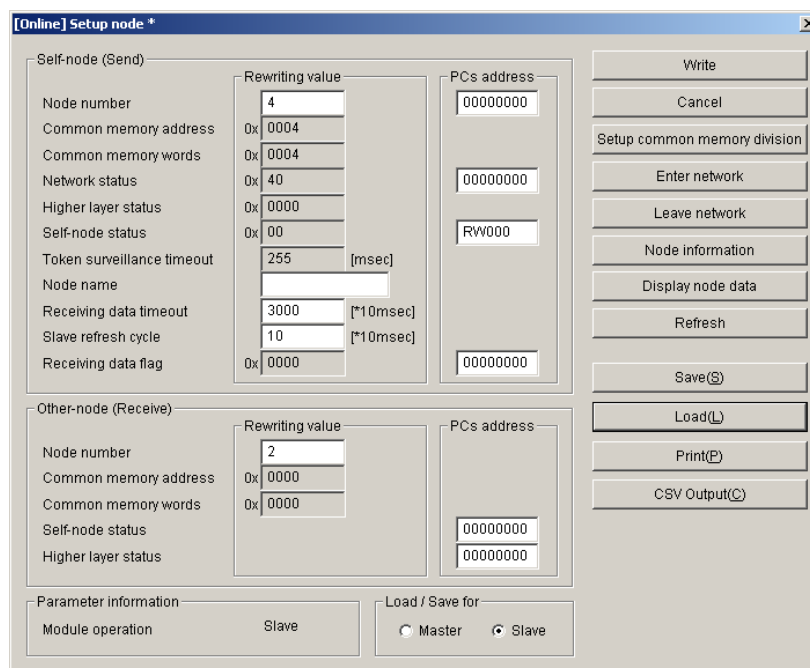 [Online] Setup node *
Self-node (Send)
Rewriting value PCs address
Node number 4 00000000
Common memory address 0x 0004
Common memory words 0x 0004
Network status 0x 40 00000000
Higher layer status 0x 0000
Self-node status 0x 00 RW000
Token surveillance timeout 255 [msec]
Node name
Receiving data timeout 3000 [*10msec]
Slave refresh cycle 10 [*10msec]
Receiving data flag 0x 0000 00000000
Other-node (Receive)
Rewriting value PCs address
Node number 2
Common memory address 0x 0000
Common memory words 0x 0000
Self-node status 00000000
Higher layer status 00000000
Parameter information
Module operation Slave
Load / Save for
Master Slave
Write
Cancel
Setup common memory division
Enter network
Leave network
Node information
Display node data
Refresh
Save(S)
Load(L)
Print(P)
CSV Output(C)